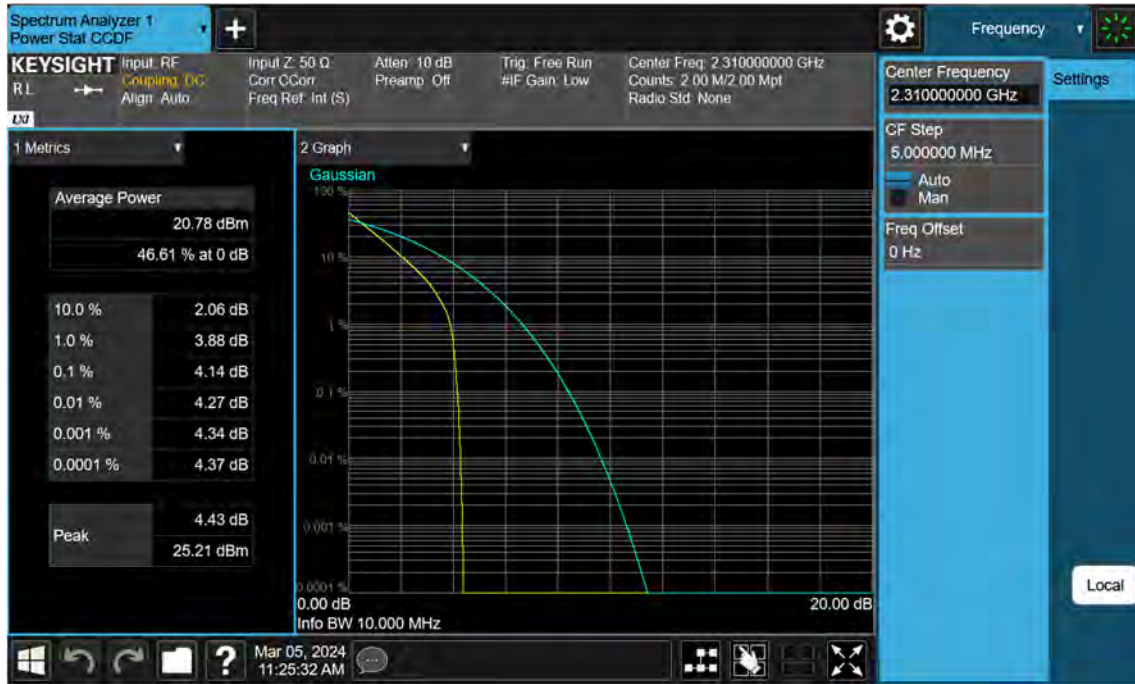 Spectrum Analyzer 1
Power Stat CCDF
Frequency
KEYSIGHT
RL
LXI
Input: RF
Coupling: DC
Align: Auto
Input Z: 50 Ω
Corr CCorr
Freq Ref: Int (S)
Atten: 10 dB
Preamp: Off
Trig: Free Run
#IF Gain: Low
Center Freq: 2.310000000 GHz
Counts: 2.00 M/2.00 Mpt
Radio Std: None
Center Frequency
2.310000000 GHz
Settings
CF Step
5.000000 MHz
Auto
Man
Freq Offset
0 Hz
1 Metrics
Average Power
20.78 dBm
46.61 % at 0 dB
10.0 % 2.06 dB
1.0 % 3.88 dB
0.1 % 4.14 dB
0.01 % 4.27 dB
0.001 % 4.34 dB
0.0001 % 4.37 dB
Peak 4.43 dB
25.21 dBm
2 Graph
Gaussian
100 %
10 %
1 %
0.1 %
0.01 %
0.001 %
0.0001 %
0.00 dB 20.00 dB
Info BW 10.000 MHz
Local
?
Mar 05, 2024
11:25:32 AM